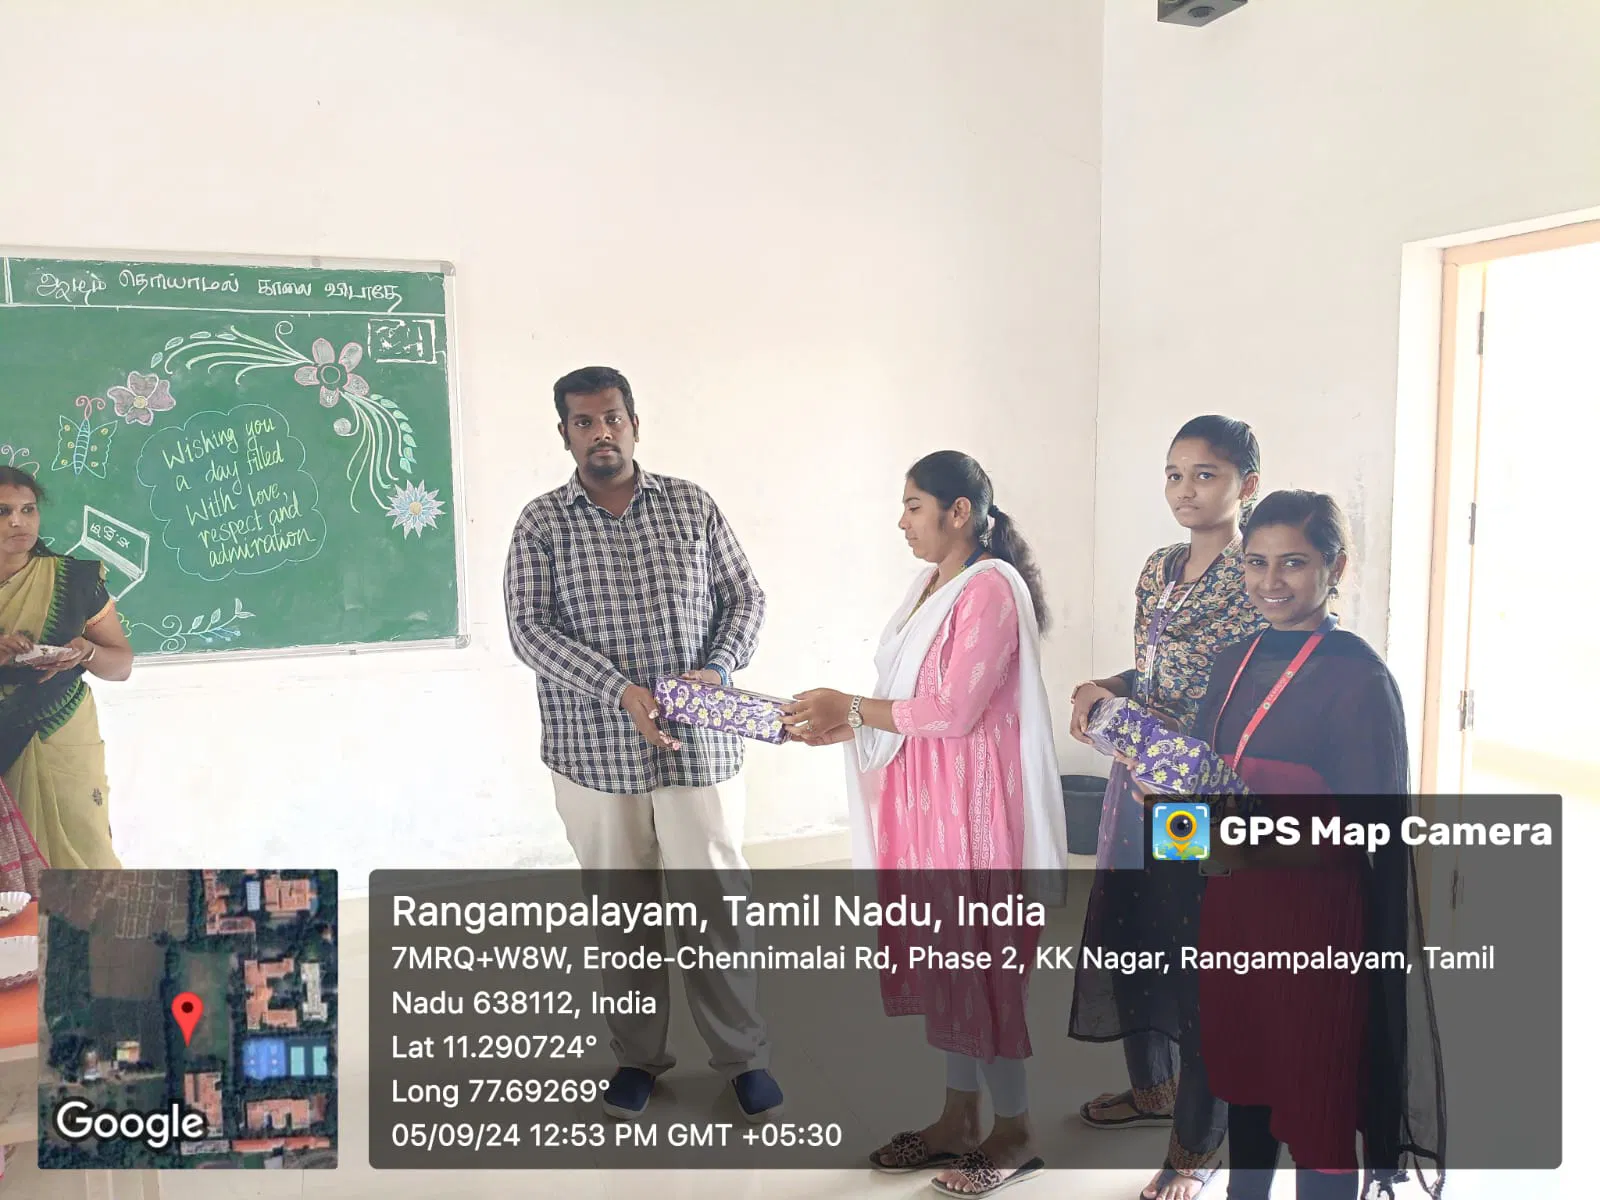 ஆடிம் தொியாமல் காலை விடாதே
Wishing you
a day filled
With love,
respect and
admiration
GPS Map Camera
Rangampalayam, Tamil Nadu, India
7MRQ+W8W, Erode-Chennimalai Rd, Phase 2, KK Nagar, Rangampalayam, Tamil
Nadu 638112, India
Lat 11.290724°
Long 77.69269°
05/09/24 12:53 PM GMT +05:30
Google